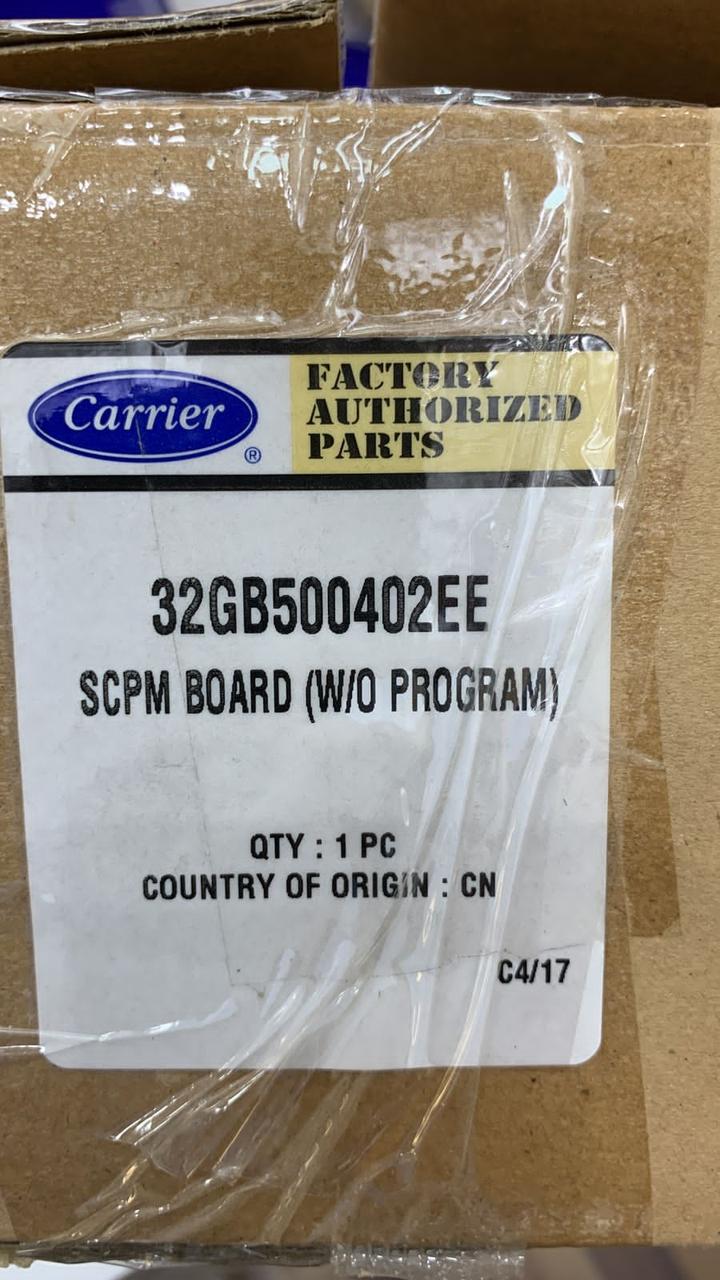 Carrier
®
FACTORY
AUTHORIZED
PARTS
32GB500402EE
SCPM BOARD (W/O PROGRAM)
QTY : 1 PC
COUNTRY OF ORIGIN : CN
C4/17